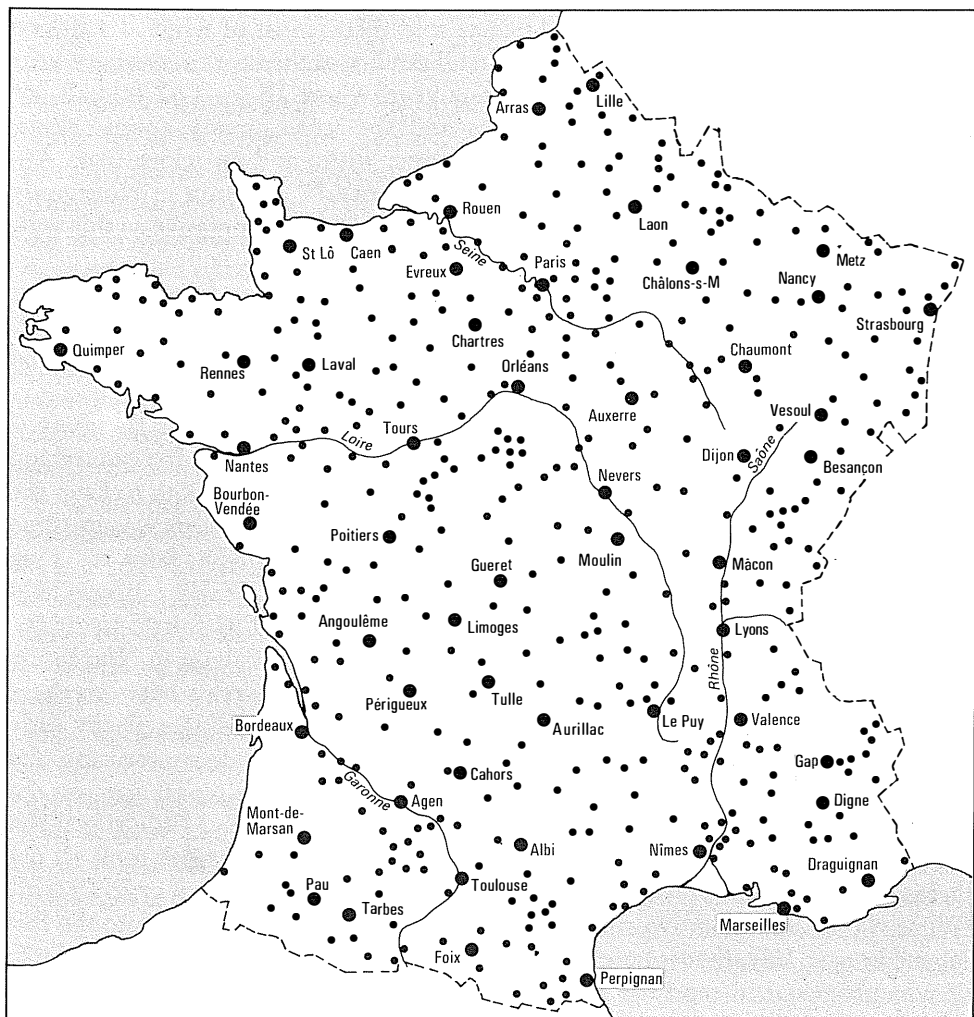 Lille
Arras
Rouen
Laon
St Lô
Caen
Seine
Metz
Evreux
Paris
Châlons-s-M
Nancy
Strasbourg
Chartres
Quimper
Rennes
Laval
Orléans
Chaumont
Auxerre
Vesoul
Loire
Tours
Nantes
Dijon
Saône
Besançon
Nevers
Bourbon-
Vendée
Poitiers
Moulin
Gueret
Mâcon
Angoulême
Limoges
Lyons
Rhône
Périgueux
Tulle
Bordeaux
Aurillac
Le Puy
Valence
Gap
Cahors
Garonne
Agen
Digne
Mont-de-
Marsan
Albi
Nîmes
Draguignan
Toulouse
Pau
Tarbes
Marseilles
Foix
Perpignan